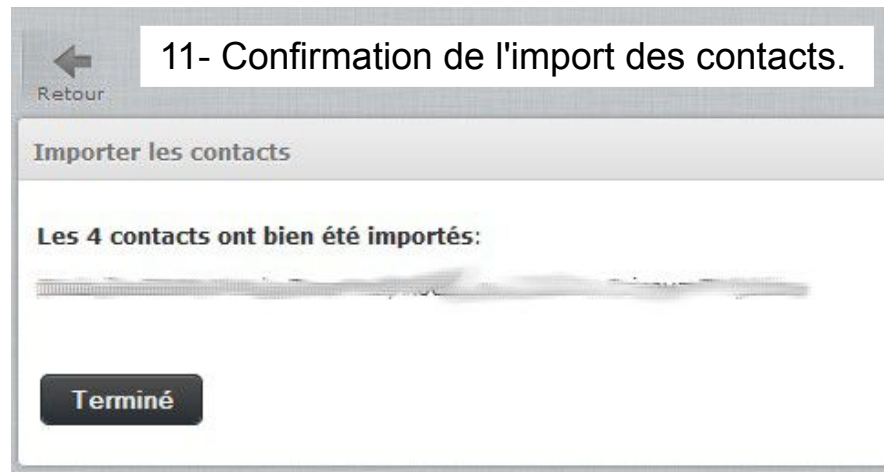 11- Confirmation de l'import des contacts.
Retour
Importer les contacts
Les 4 contacts ont bien été importés:
Terminé